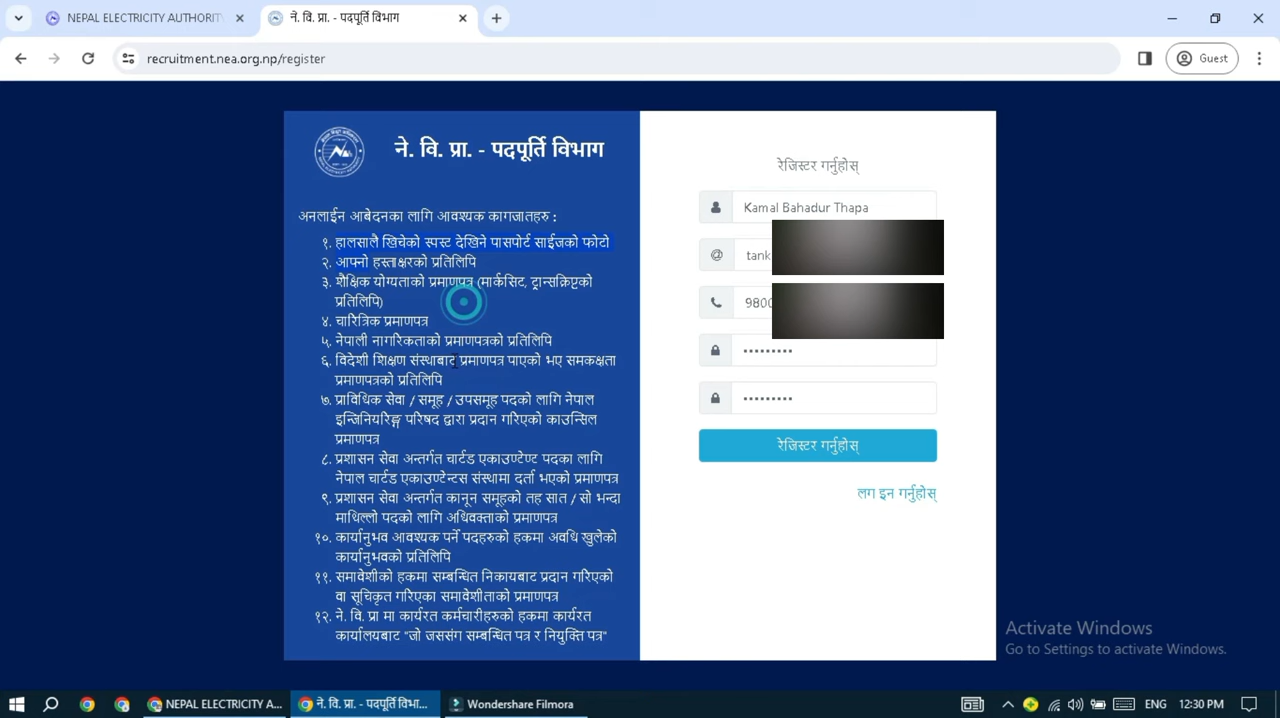 NEPAL ELECTRICITY AUTHORIT
ने. वि. प्रा. - पदपूर्ति विभाग
recruitment.nea.org.np/register
Guest
ने. वि. प्रा. - पदपूर्ति विभाग
अनलाईन आबेदनका लागि आवश्यक कागजातहरु :
१. हालसालै खिचेको स्पस्ट देखिने पासपोर्ट साईजको फोटो
२. आफ्नो हस्ताक्षरको प्रतिलिपि
३. शैक्षिक योग्यताको प्रमाणपत्र (मार्कसिट, ट्रान्सक्रिप्टको
प्रतिलिपि)
४. चारित्रिक प्रमाणपत्र
५. नेपाली नागरिकताको प्रमाणपत्रको प्रतिलिपि
६. विदेशी शिक्षण संस्थाबाट प्रमाणपत्र पाएको भए समकक्षता
प्रमाणपत्रको प्रतिलिपि
७. प्राविधिक सेवा / समूह / उपसमूह पदको लागि नेपाल
इन्जिनियरिङ्ग परिषद द्वारा प्रदान गरिएको काउन्सिल
प्रमाणपत्र
८. प्रशासन सेवा अन्तर्गत चार्टड एकाउण्टेण्ट पदका लागि
नेपाल चार्टड एकाउण्टेन्टस संस्थामा दर्ता भएको प्रमाणपत्र
९. प्रशासन सेवा अन्तर्गत कानून समूहको तह सात / सो भन्दा
माथिल्लो पदको लागि अधिवक्ताको प्रमाणपत्र
१०. कार्यानुभव आवश्यक पर्ने पदहरुको हकमा अवधि खुलेको
कार्यानुभवको प्रतिलिपि
११. समावेशीको हकमा सम्बन्धित निकायबाट प्रदान गरिएको
वा सूचिकृत गरिएका समावेशीताको प्रमाणपत्र
१२. ने. वि. प्रा मा कार्यरत कर्मचारीहरुको हकमा कार्यरत
कार्यालयबाट "जो जससंग सम्बन्धित पत्र र नियुक्ति पत्र"
रेजिस्टर गर्नुहोस्
Kamal Bahadur Thapa
@ tank
980
•••••••••
•••••••••
रेजिस्टर गर्नुहोस्
लग इन गर्नुहोस्
Activate Windows
Go to Settings to activate Windows.
NEPAL ELECTRICITY A...
ने. वि. प्रा. - पदपूर्ति विभा...
Wondershare Filmora
ENG
12:30 PM